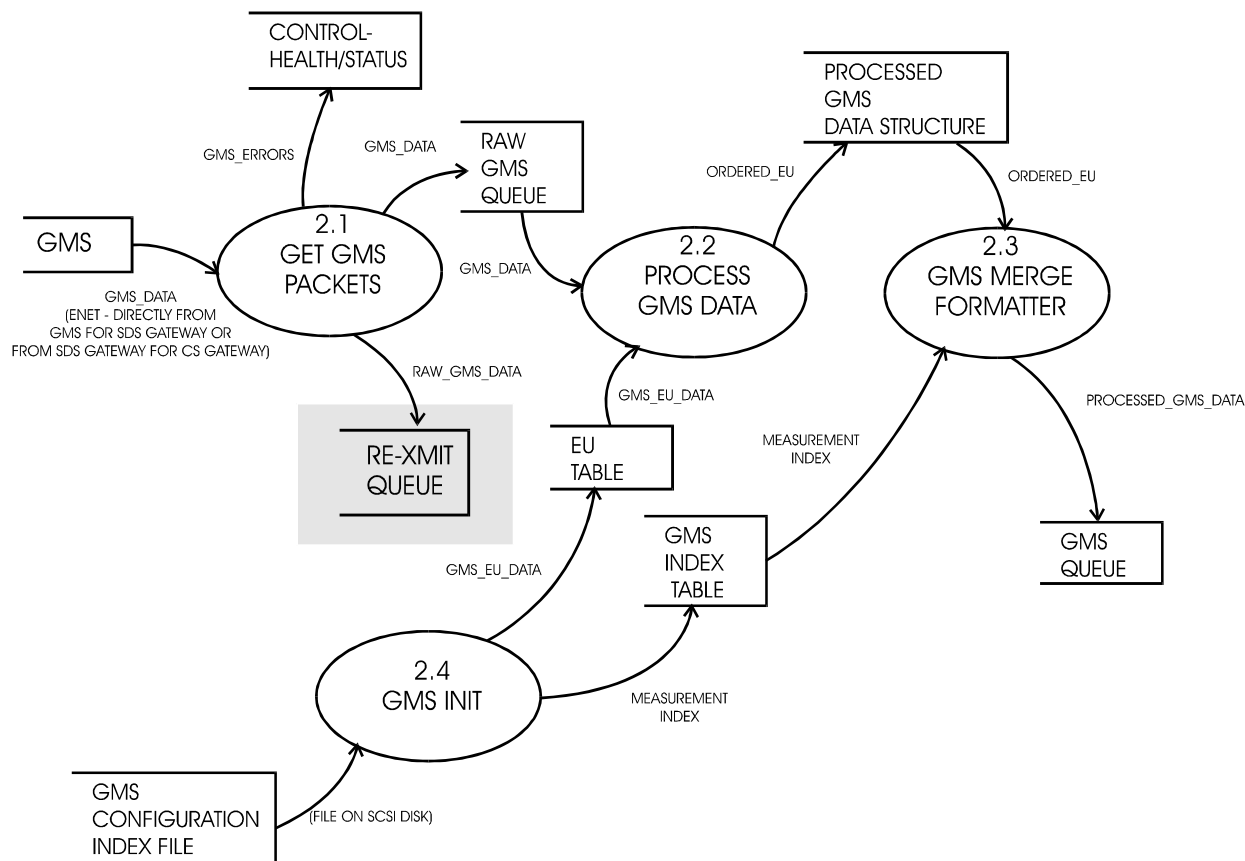 CONTROL-
HEALTH/STATUS
GMS_ERRORS
GMS_DATA
RAW
GMS
QUEUE
PROCESSED
GMS
DATA STRUCTURE
ORDERED_EU
ORDERED_EU
GMS
2.1
GET GMS
PACKETS
GMS_DATA
(ENET - DIRECTLY FROM
GMS FOR SDS GATEWAY OR
FROM SDS GATEWAY FOR CS GATEWAY)
GMS_DATA
2.2
PROCESS
GMS DATA
2.3
GMS MERGE
FORMATTER
RAW_GMS_DATA
RE-XMIT
QUEUE
GMS_EU_DATA
EU
TABLE
MEASUREMENT
INDEX
PROCESSED_GMS_DATA
GMS
INDEX
TABLE
GMS
QUEUE
GMS_EU_DATA
2.4
GMS INIT
MEASUREMENT
INDEX
GMS
CONFIGURATION
INDEX FILE
(FILE ON SCSI DISK)